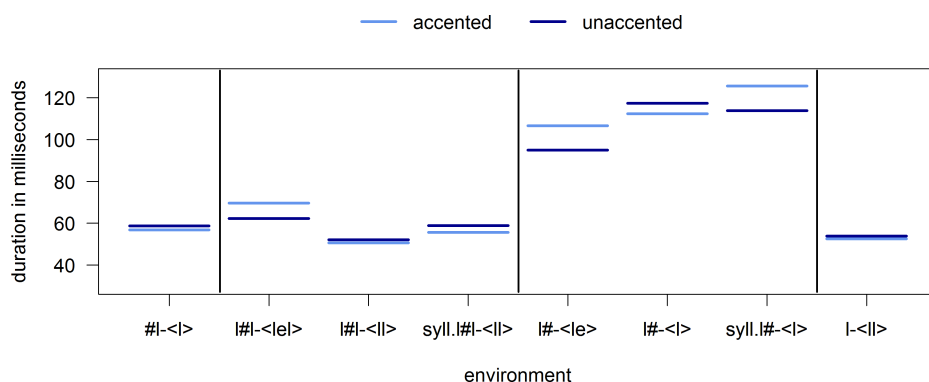 accented unaccented
duration in milliseconds
120
100
80
60
40
#l-<l> l#l-<lel> l#l-<ll> syll.l#l-<ll> l#-<le> l#-<l> syll.l#-<l> l-<ll>
environment